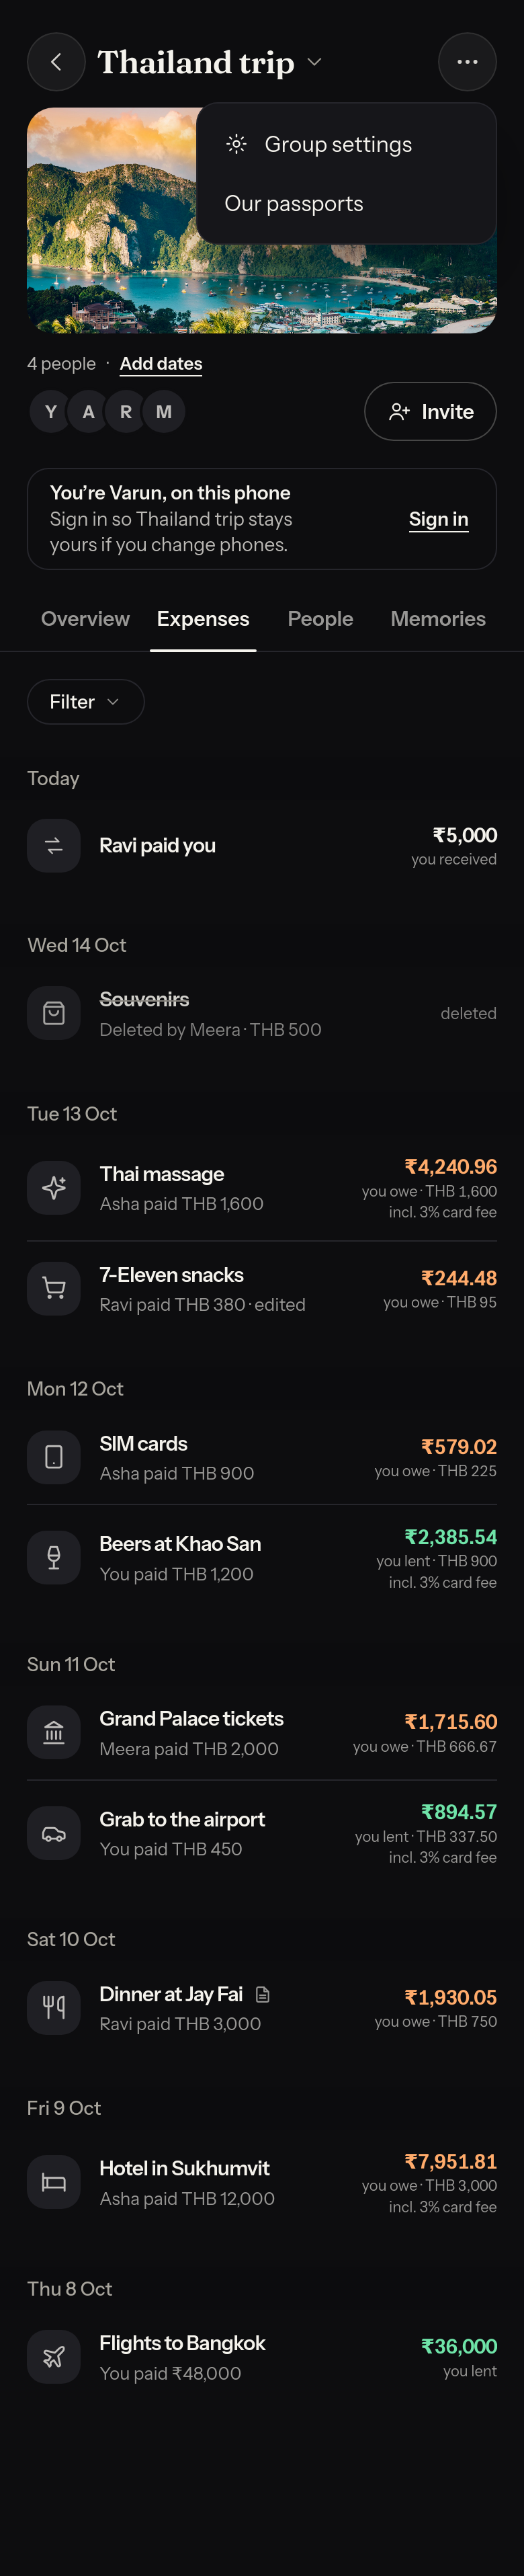 Thailand trip
Group settings
Our passports
4 people · Add dates
Y A R M
Invite
You’re Varun, on this phone
Sign in so Thailand trip stays
yours if you change phones.
Sign in
Overview Expenses People Memories
Filter
Today
Ravi paid you
₹5,000
you received
Wed 14 Oct
Souvenirs
Deleted by Meera · THB 500
deleted
Tue 13 Oct
Thai massage
Asha paid THB 1,600
₹4,240.96
you owe · THB 1,600
incl. 3% card fee
7-Eleven snacks
Ravi paid THB 380 · edited
₹244.48
you owe · THB 95
Mon 12 Oct
SIM cards
Asha paid THB 900
₹579.02
you owe · THB 225
Beers at Khao San
You paid THB 1,200
₹2,385.54
you lent · THB 900
incl. 3% card fee
Sun 11 Oct
Grand Palace tickets
Meera paid THB 2,000
₹1,715.60
you owe · THB 666.67
Grab to the airport
You paid THB 450
₹894.57
you lent · THB 337.50
incl. 3% card fee
Sat 10 Oct
Dinner at Jay Fai
Ravi paid THB 3,000
₹1,930.05
you owe · THB 750
Fri 9 Oct
Hotel in Sukhumvit
Asha paid THB 12,000
₹7,951.81
you owe · THB 3,000
incl. 3% card fee
Thu 8 Oct
Flights to Bangkok
You paid ₹48,000
₹36,000
you lent